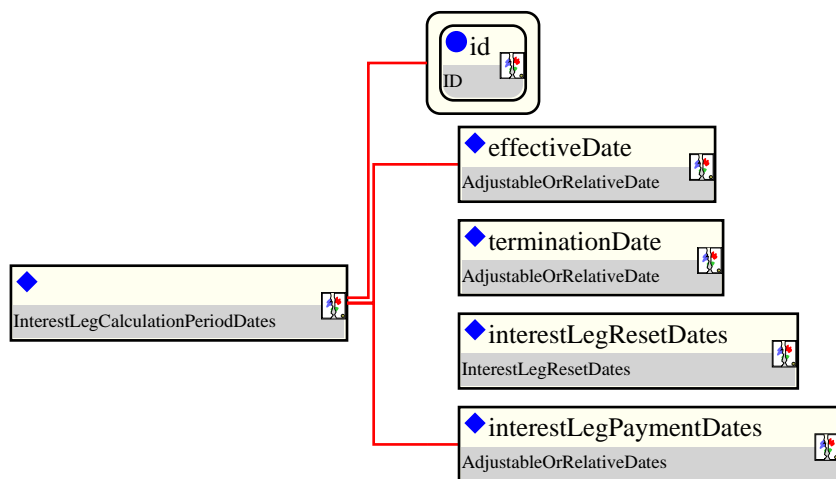 id
ID
effectiveDate
AdjustableOrRelativeDate
terminationDate
AdjustableOrRelativeDate
InterestLegCalculationPeriodDates
interestLegResetDates
InterestLegResetDates
interestLegPaymentDates
AdjustableOrRelativeDates